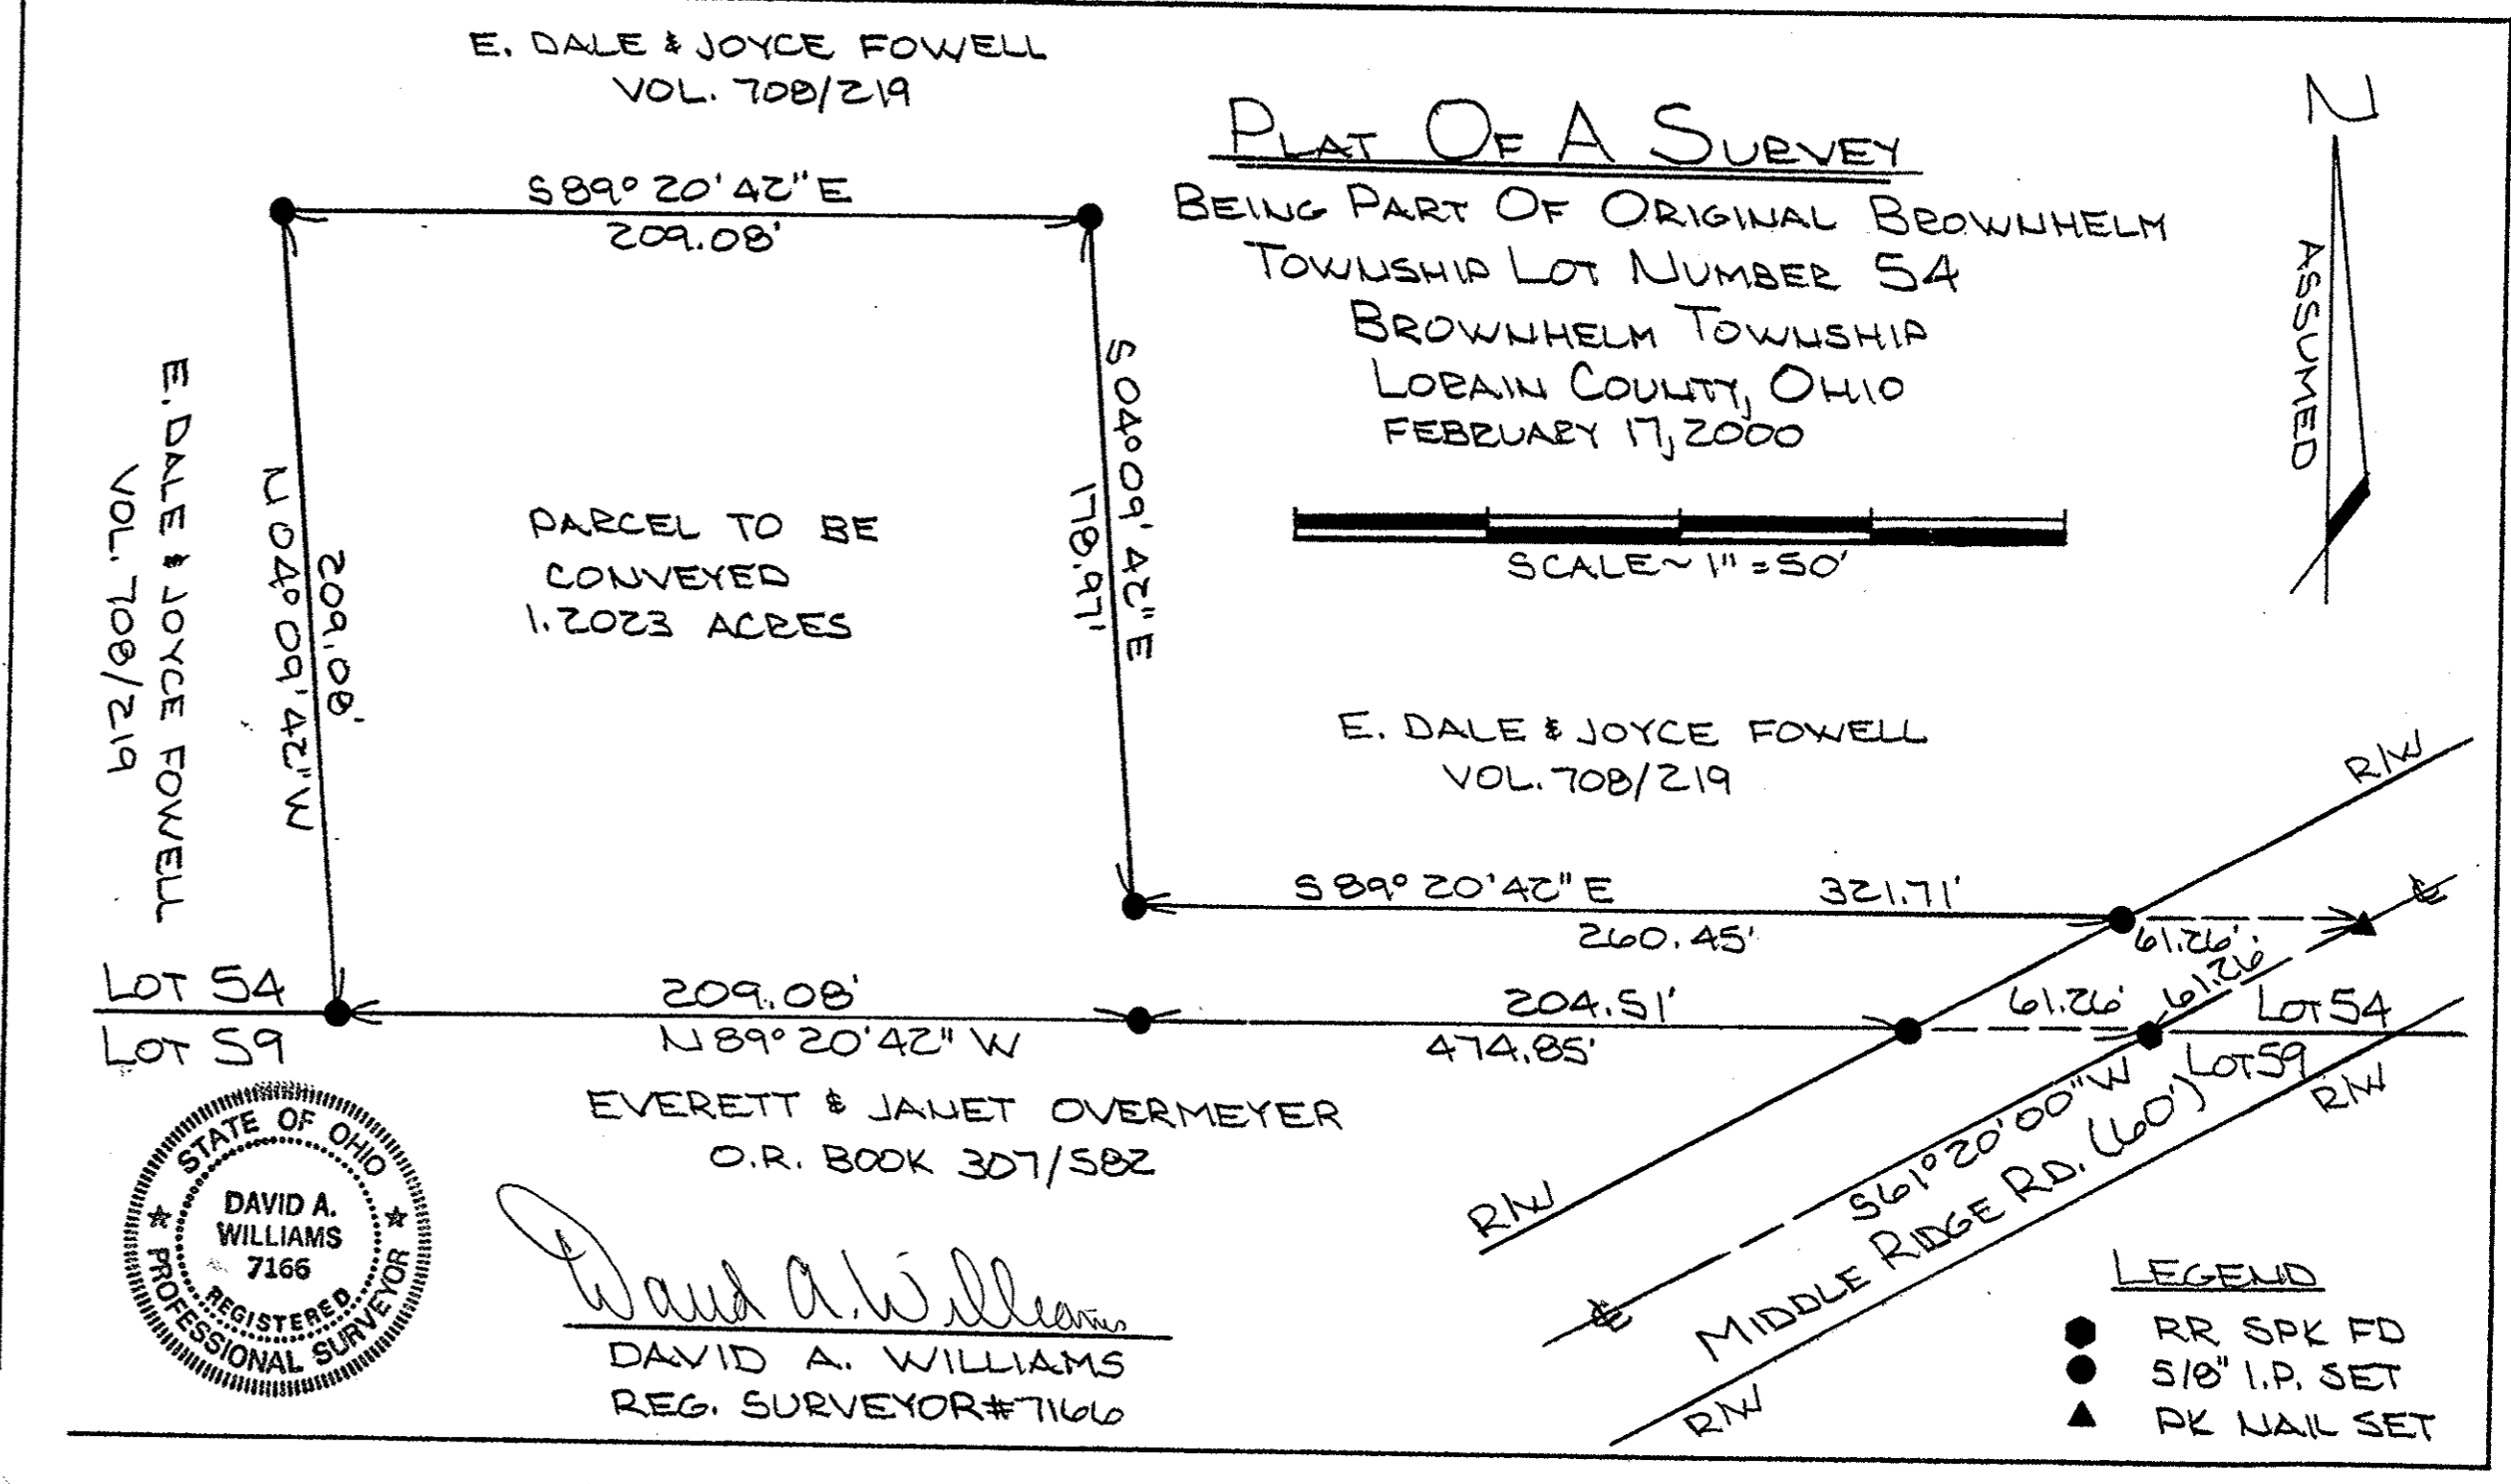 E. DALE & JOYCE FOWELL
VOL. 708/219
PLAT OF A SURVEY
BEING PART OF ORIGINAL BROWNHELM
TOWNSHIP LOT NUMBER 54
BROWNHELM TOWNSHIP
LORAIN COUNTY, OHIO
FEBRUARY 17, 2000
N
ASSUMED
SCALE~ 1" = 50'
S 89° 20' 42" E
209.08'
S 04° 09' 42" E
178.97'
N 04° 09' 42" W
209.08'
E. DALE & JOYCE FOWELL
VOL. 708/219
PARCEL TO BE
CONVEYED
1.2023 ACRES
E. DALE & JOYCE FOWELL
VOL. 708/219
R/W
S 89° 20' 42" E 321.71'
260.45'
61.26'
℄
61.26
LOT 54
LOT 59
209.08'
N 89° 20' 42" W
204.51'
474.85'
61.26'
LOT 54
LOT 59
R/W
EVERETT & JANET OVERMEYER
O.R. BOOK 307/582
R/W
S 61° 20' 00" W
MIDDLE RIDGE RD. (60')
℄
R/W
STATE OF OHIO
DAVID A.
WILLIAMS
7166
REGISTERED
PROFESSIONAL SURVEYOR
David A. Williams
DAVID A. WILLIAMS
REG. SURVEYOR #7166
LEGEND
RR SPK FD
5/8" I.P. SET
PK NAIL SET